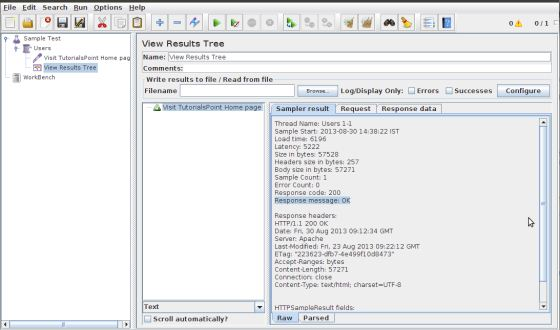 File Edit Search Run Options Help
0 0 / 1
Sample Test
Users
Visit TutorialsPoint Home pag
View Results Tree
WorkBench
View Results Tree
Name: View Results Tree
Comments:
Write results to file / Read from file
Filename Browse... Log/Display Only: Errors Successes Configure
Visit TutorialsPoint Home page
Text
Scroll automatically?
Sampler result Request Response data
Thread Name: Users 1-1
Sample Start: 2013-08-30 14:38:22 IST
Load time: 6196
Latency: 5222
Size in bytes: 57528
Headers size in bytes: 257
Body size in bytes: 57271
Sample Count: 1
Error Count: 0
Response code: 200
Response message: OK
Response headers:
HTTP/1.1 200 OK
Date: Fri, 30 Aug 2013 09:12:34 GMT
Server: Apache
Last-Modified: Fri, 23 Aug 2013 09:22:12 GMT
ETag: "223623-dfb7-4e499f10d8473"
Accept-Ranges: bytes
Content-Length: 57271
Connection: close
Content-Type: text/html; charset=UTF-8
HTTPSampleResult fields:
Raw Parsed